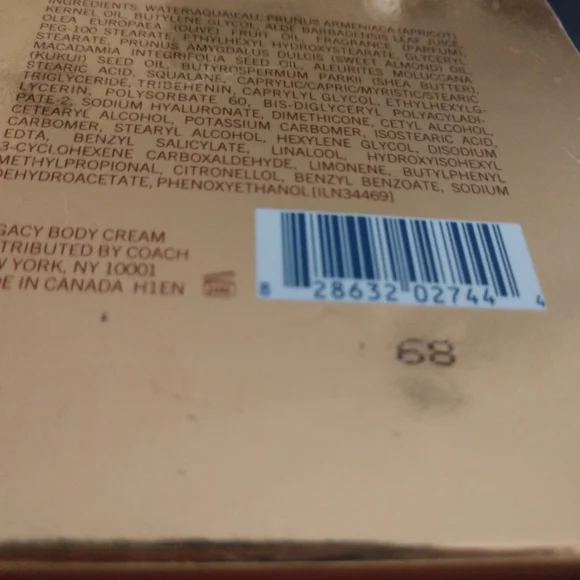 INGREDIENTS: WATER\AQUA\EAU, PRUNUS ARMENIACA (APRICOT)
KERNEL OIL, BUTYLENE GLYCOL, ALOE BARBADENSIS LEAF JUICE,
OLEA EUROPAEA (OLIVE) FRUIT OIL, FRAGRANCE (PARFUM),
PEG-100 STEARATE, ETHYLHEXYL HYDROXYSTEARATE, GLYCERYL
STEARATE, PRUNUS AMYGDALUS DULCIS (SWEET ALMOND) OIL,
MACADAMIA INTEGRIFOLIA SEED OIL, ALEURITES MOLUCCANA
(KUKUI) SEED OIL, BUTYROSPERMUM PARKII (SHEA BUTTER),
STEARIC ACID, SQUALANE, CAPRYLIC/CAPRIC/MYRISTIC/STEARIC
TRIGLYCERIDE, TRIBEHENIN, CAPRYLYL GLYCOL, ETHYLHEXYLG-
LYCERIN, POLYSORBATE 60, BIS-DIGLYCERYL POLYACYLADI-
PATE-2, SODIUM HYALURONATE, DIMETHICONE, CETYL ALCOHOL,
CETEARYL ALCOHOL, POTASSIUM CARBOMER, ISOSTEARIC ACID,
CARBOMER, STEARYL ALCOHOL, HEXYLENE GLYCOL, DISODIUM
EDTA, BENZYL SALICYLATE, LINALOOL, HYDROXYISOHEXYL
3-CYCLOHEXENE CARBOXALDEHYDE, LIMONENE, BUTYLPHENYL
METHYLPROPIONAL, CITRONELLOL, BENZYL BENZOATE, SODIUM
DEHYDROACETATE, PHENOXYETHANOL [ILN34469]
GACY BODY CREAM
TRIBUTED BY COACH
W YORK, NY 10001
DE IN CANADA H1EN
8 28632 02744 4
68